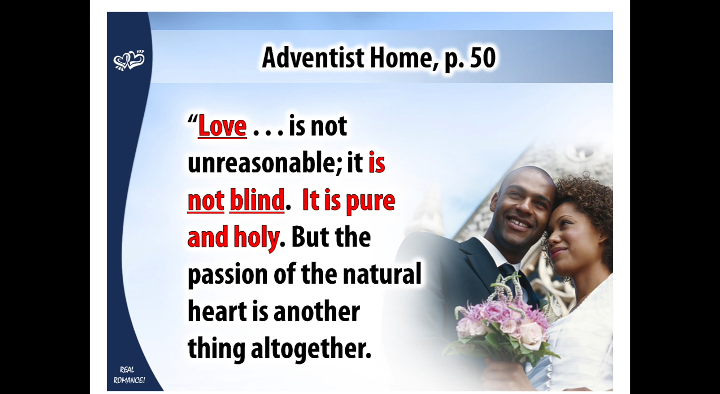 Adventist Home, p. 50
“Love . . . is not
unreasonable; it is
not blind. It is pure
and holy. But the
passion of the natural
heart is another
thing altogether.
REAL
ROMANCE!